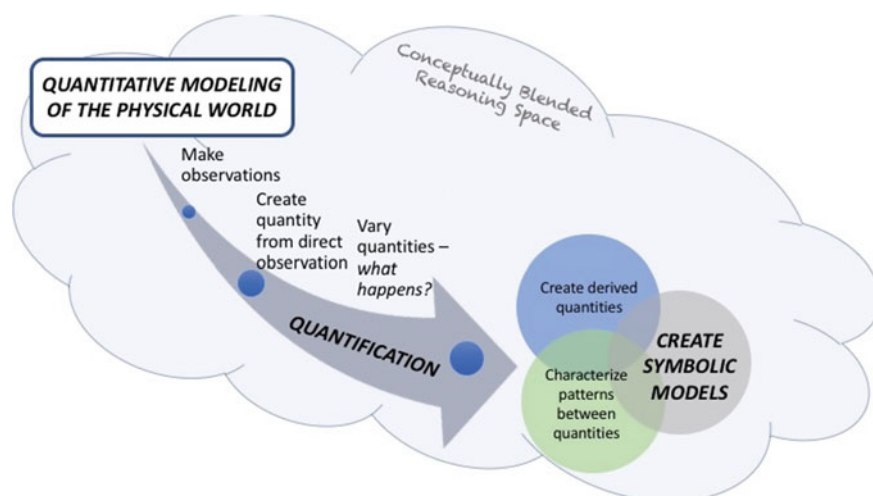 QUANTITATIVE MODELING
OF THE PHYSICAL WORLD
Conceptually Blended
Reasoning Space
Make
observations
Create
quantity
from direct
observation
Vary
quantities –
what
happens?
QUANTIFICATION
Create derived
quantities
Characterize
patterns
between
quantities
CREATE
SYMBOLIC
MODELS